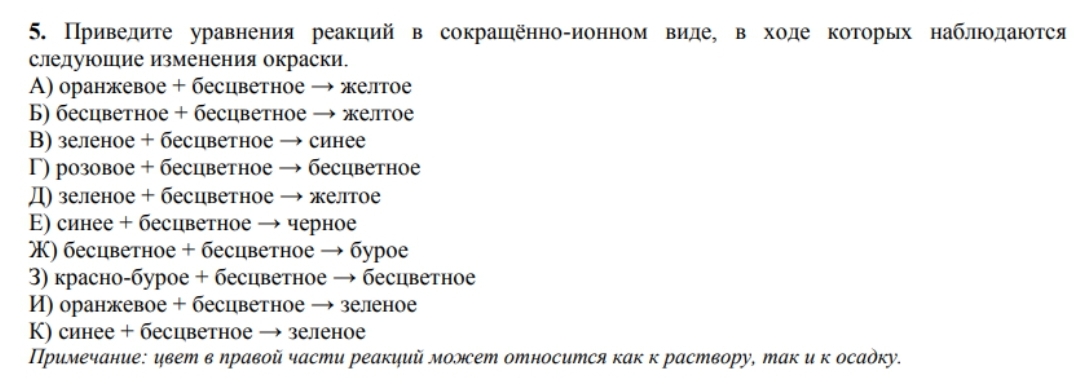 5. Приведите уравнения реакций в сокращённо-ионном виде, в ходе которых наблюдаются
следующие изменения окраски.
А) оранжевое + бесцветное → желтое
Б) бесцветное + бесцветное → желтое
В) зеленое + бесцветное → синее
Г) розовое + бесцветное → бесцветное
Д) зеленое + бесцветное → желтое
Е) синее + бесцветное → черное
Ж) бесцветное + бесцветное → бурое
З) красно-бурое + бесцветное → бесцветное
И) оранжевое + бесцветное → зеленое
К) синее + бесцветное → зеленое
Примечание: цвет в правой части реакций может относится как к раствору, так и к осадку.